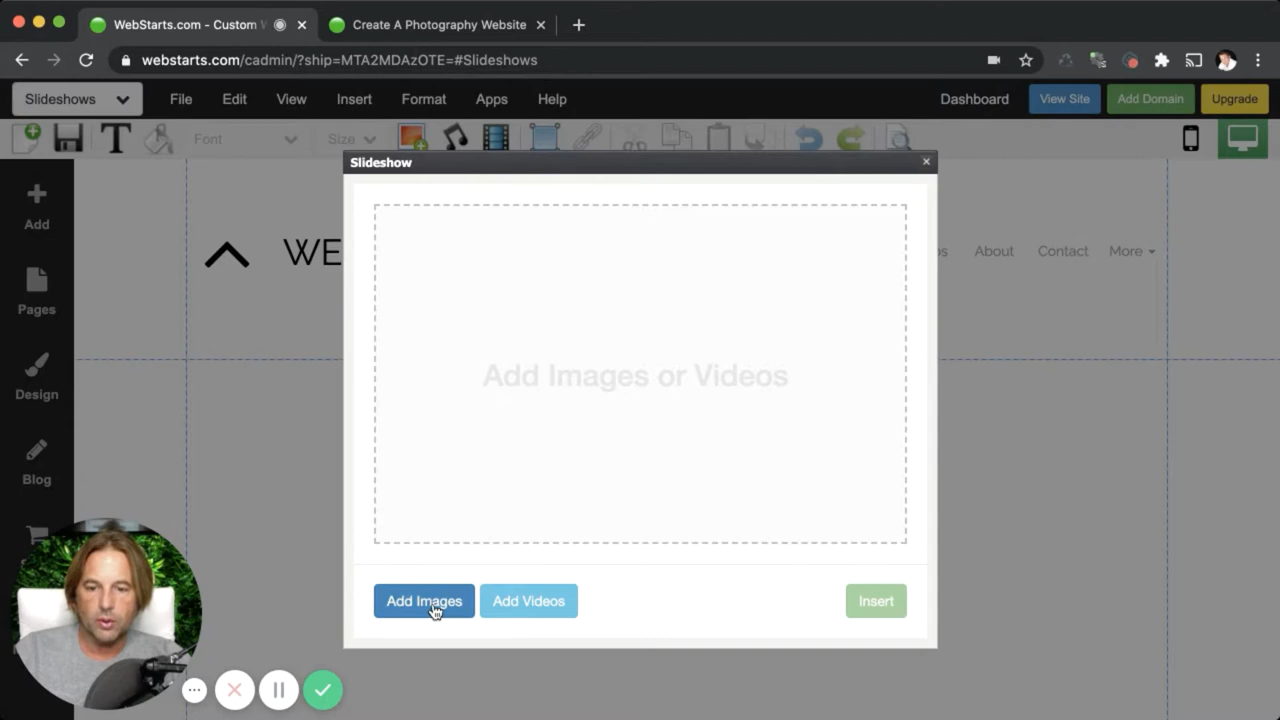 WebStarts.com - Custom W
Create A Photography Website
webstarts.com/cadmin/?ship=MTA2MDAzOTE=#Slideshows
Slideshows File Edit View Insert Format Apps Help Dashboard View Site Add Domain Upgrade
T Font Size
Slideshow
Add
WE
About Contact More
Pages
Add Images or Videos
Design
Blog
Add Images Add Videos Insert